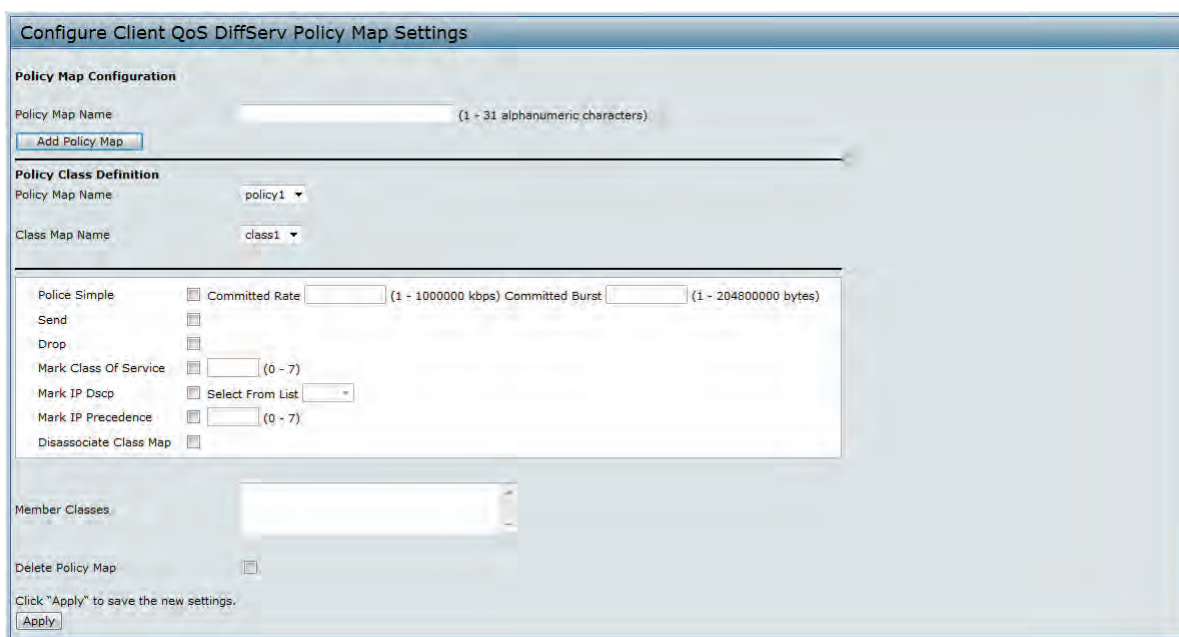 Configure Client QoS DiffServ Policy Map Settings
Policy Map Configuration
Policy Map Name (1 - 31 alphanumeric characters)
Add Policy Map
Policy Class Definition
Policy Map Name policy1
Class Map Name class1
Police Simple Committed Rate (1 - 1000000 kbps) Committed Burst (1 - 204800000 bytes)
Send
Drop
Mark Class Of Service (0 - 7)
Mark IP Dscp Select From List
Mark IP Precedence (0 - 7)
Disassociate Class Map
Member Classes
Delete Policy Map
Click "Apply" to save the new settings.
Apply